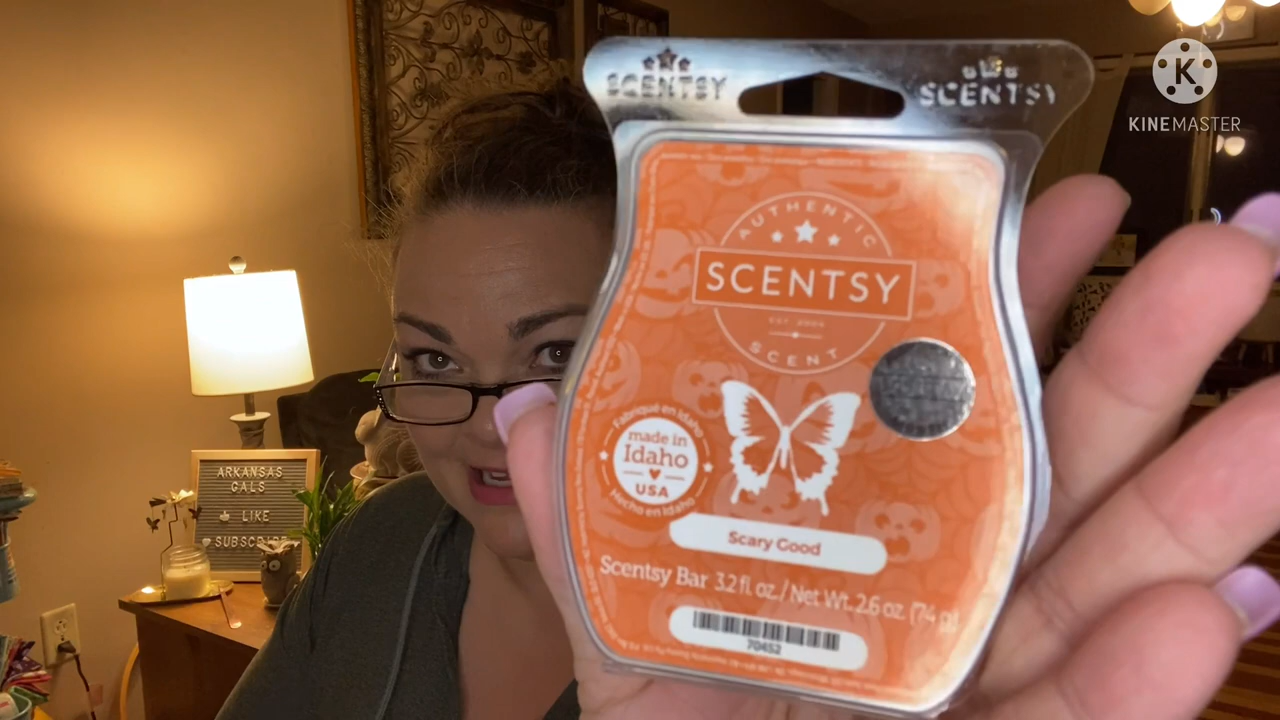 SCENTSY
SCENTSY
KINEMASTER
AUTHENTIC
SCENTSY
EST. 2004
SCENT
Fabriqué en Idaho
made in
Idaho
USA
Hecho en Idaho
Scary Good
Scentsy Bar 3.2 fl. oz. / Net Wt. 2.6 oz. (74 g)
70452
ARKANSAS
GALS
LIKE
SUBSCRIBE